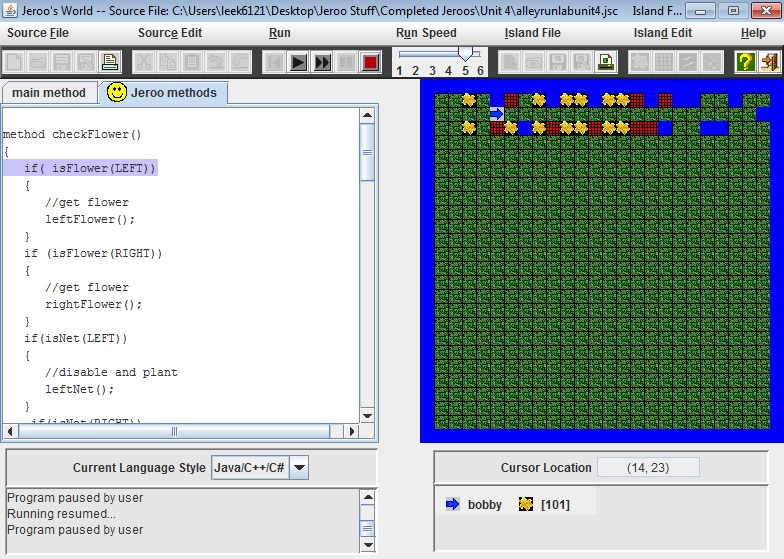 Jeroo's World -- Source File: C:\Users\leek6121\Desktop\Jeroo Stuff\Completed Jeroos\Unit 4\alleyrunlabunit4.jsc Island F...
Source File Source Edit Run Run Speed Island File Island Edit Help
1 2 3 4 5 6
main method Jeroo methods
method checkFlower()
{
if( isFlower(LEFT))
{
//get flower
leftFlower();
}
if (isFlower(RIGHT))
{
//get flower
rightFlower();
}
if(isNet(LEFT))
{
//disable and plant
leftNet();
}
if(isNet(RIGHT))
Current Language Style Java/C++/C#
Cursor Location (14, 23)
Program paused by user
Running resumed...
Program paused by user
bobby [101]